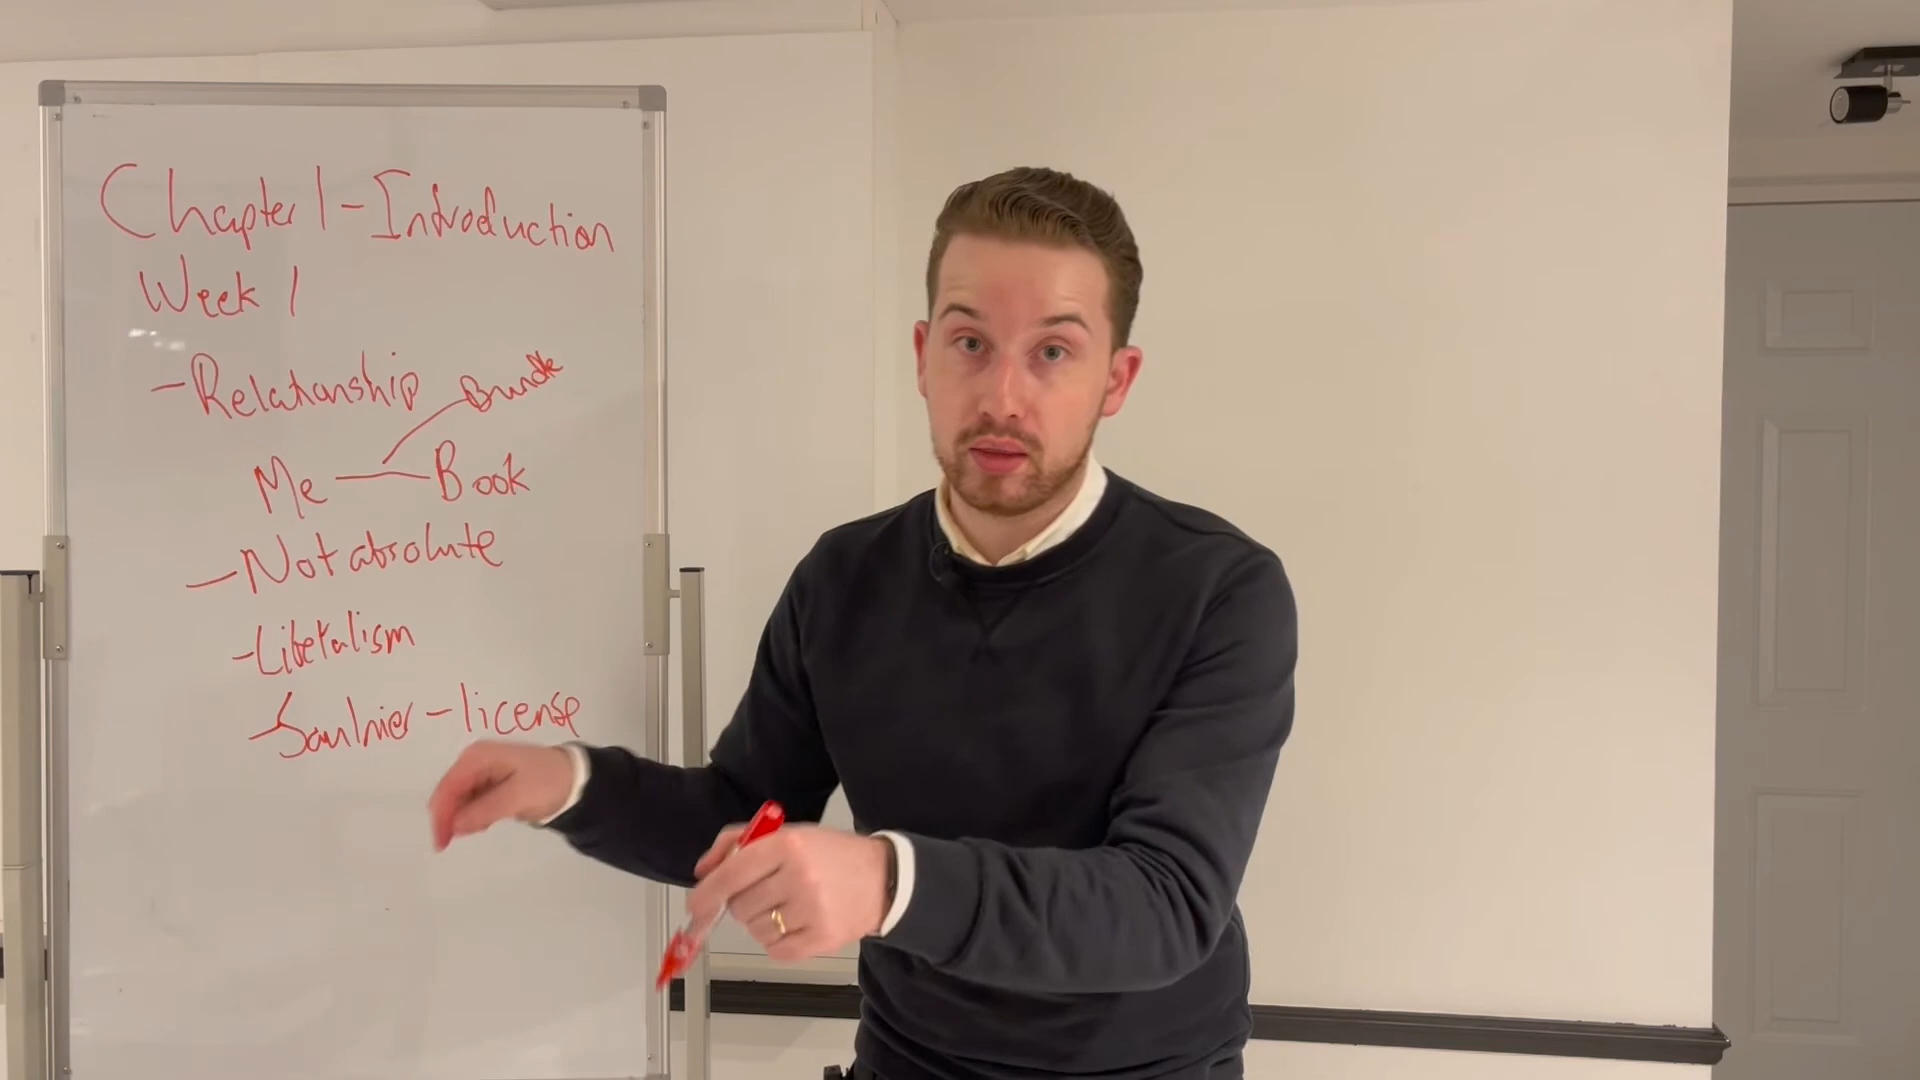 Chapter 1 - Introduction
Week 1
- Relationship
Bundle
Me — Book
- Not absolute
- Liberalism
- Saulnier - license